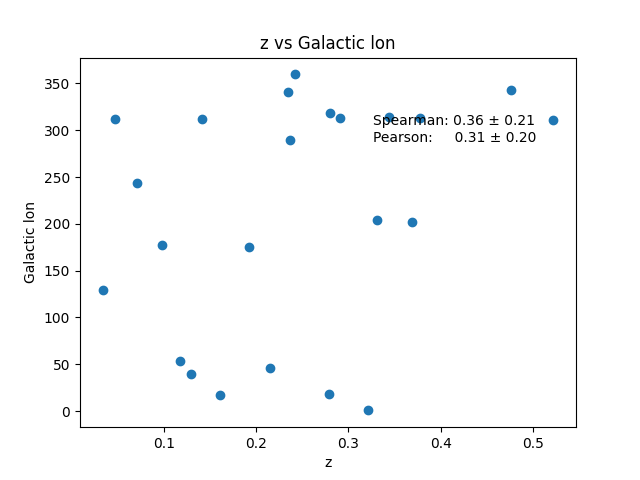 z vs Galactic lon
350
300
250
200
150
100
50
0
Galactic lon
Spearman: 0.36 ± 0.21
Pearson: 0.31 ± 0.20
0.1 0.2 0.3 0.4 0.5
z